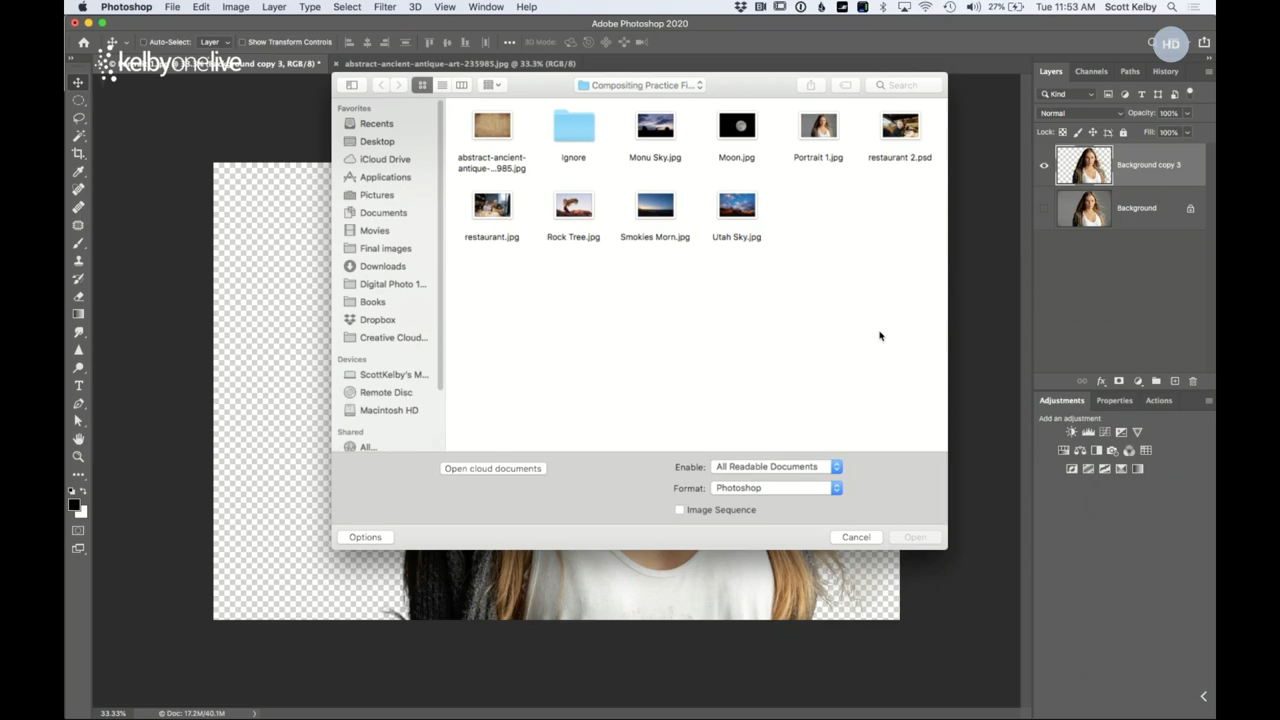 Photoshop File Edit Image Layer Type Select Filter 3D View Window Help 27% Tue 11:53 AM Scott Kelby
Adobe Photoshop 2020
Auto-Select: Layer Show Transform Controls 3D Mode:
HD
kelbyonelive
copy 3, RGB/8) * abstract-ancient-antique-art-235985.jpg @ 33.3% (RGB/8)
Layers Channels Paths History
Compositing Practice Fi... Search
Kind
Favorites
Normal Opacity: 100%
Recents
Lock: Fill: 100%
Desktop
abstract-ancient-antique-...985.jpg
Ignore
Monu Sky.jpg
Moon.jpg
Portrait 1.jpg
restaurant 2.psd
Background copy 3
iCloud Drive
Applications
Pictures
Background
Documents
Movies
restaurant.jpg
Rock Tree.jpg
Smokies Morn.jpg
Utah Sky.jpg
Final images
Downloads
Digital Photo 1...
Books
Dropbox
Creative Cloud...
Devices
ScottKelby's M...
Remote Disc
Macintosh HD
Shared
All...
fx
Adjustments Properties Actions
Add an adjustment
Open cloud documents
Enable: All Readable Documents
Format: Photoshop
Image Sequence
Options Cancel Open
33.33% Doc: 17.2M/40.1M